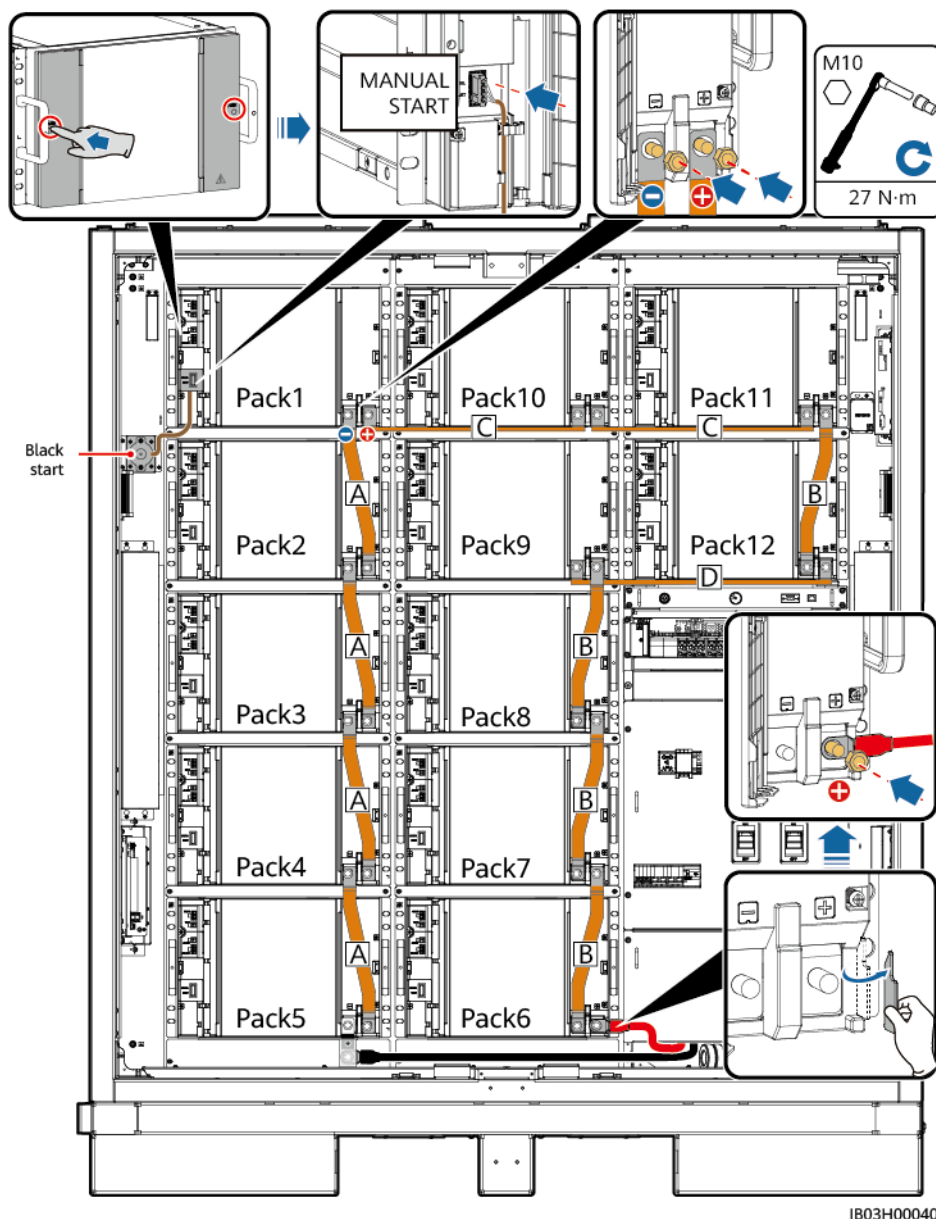 MANUAL
START
M10
27 N·m
Pack1
Pack10
Pack11
C
C
Black
start
A
B
Pack2
Pack9
Pack12
D
A
B
Pack3
Pack8
A
B
Pack4
Pack7
A
B
Pack5
Pack6
IB03H00040